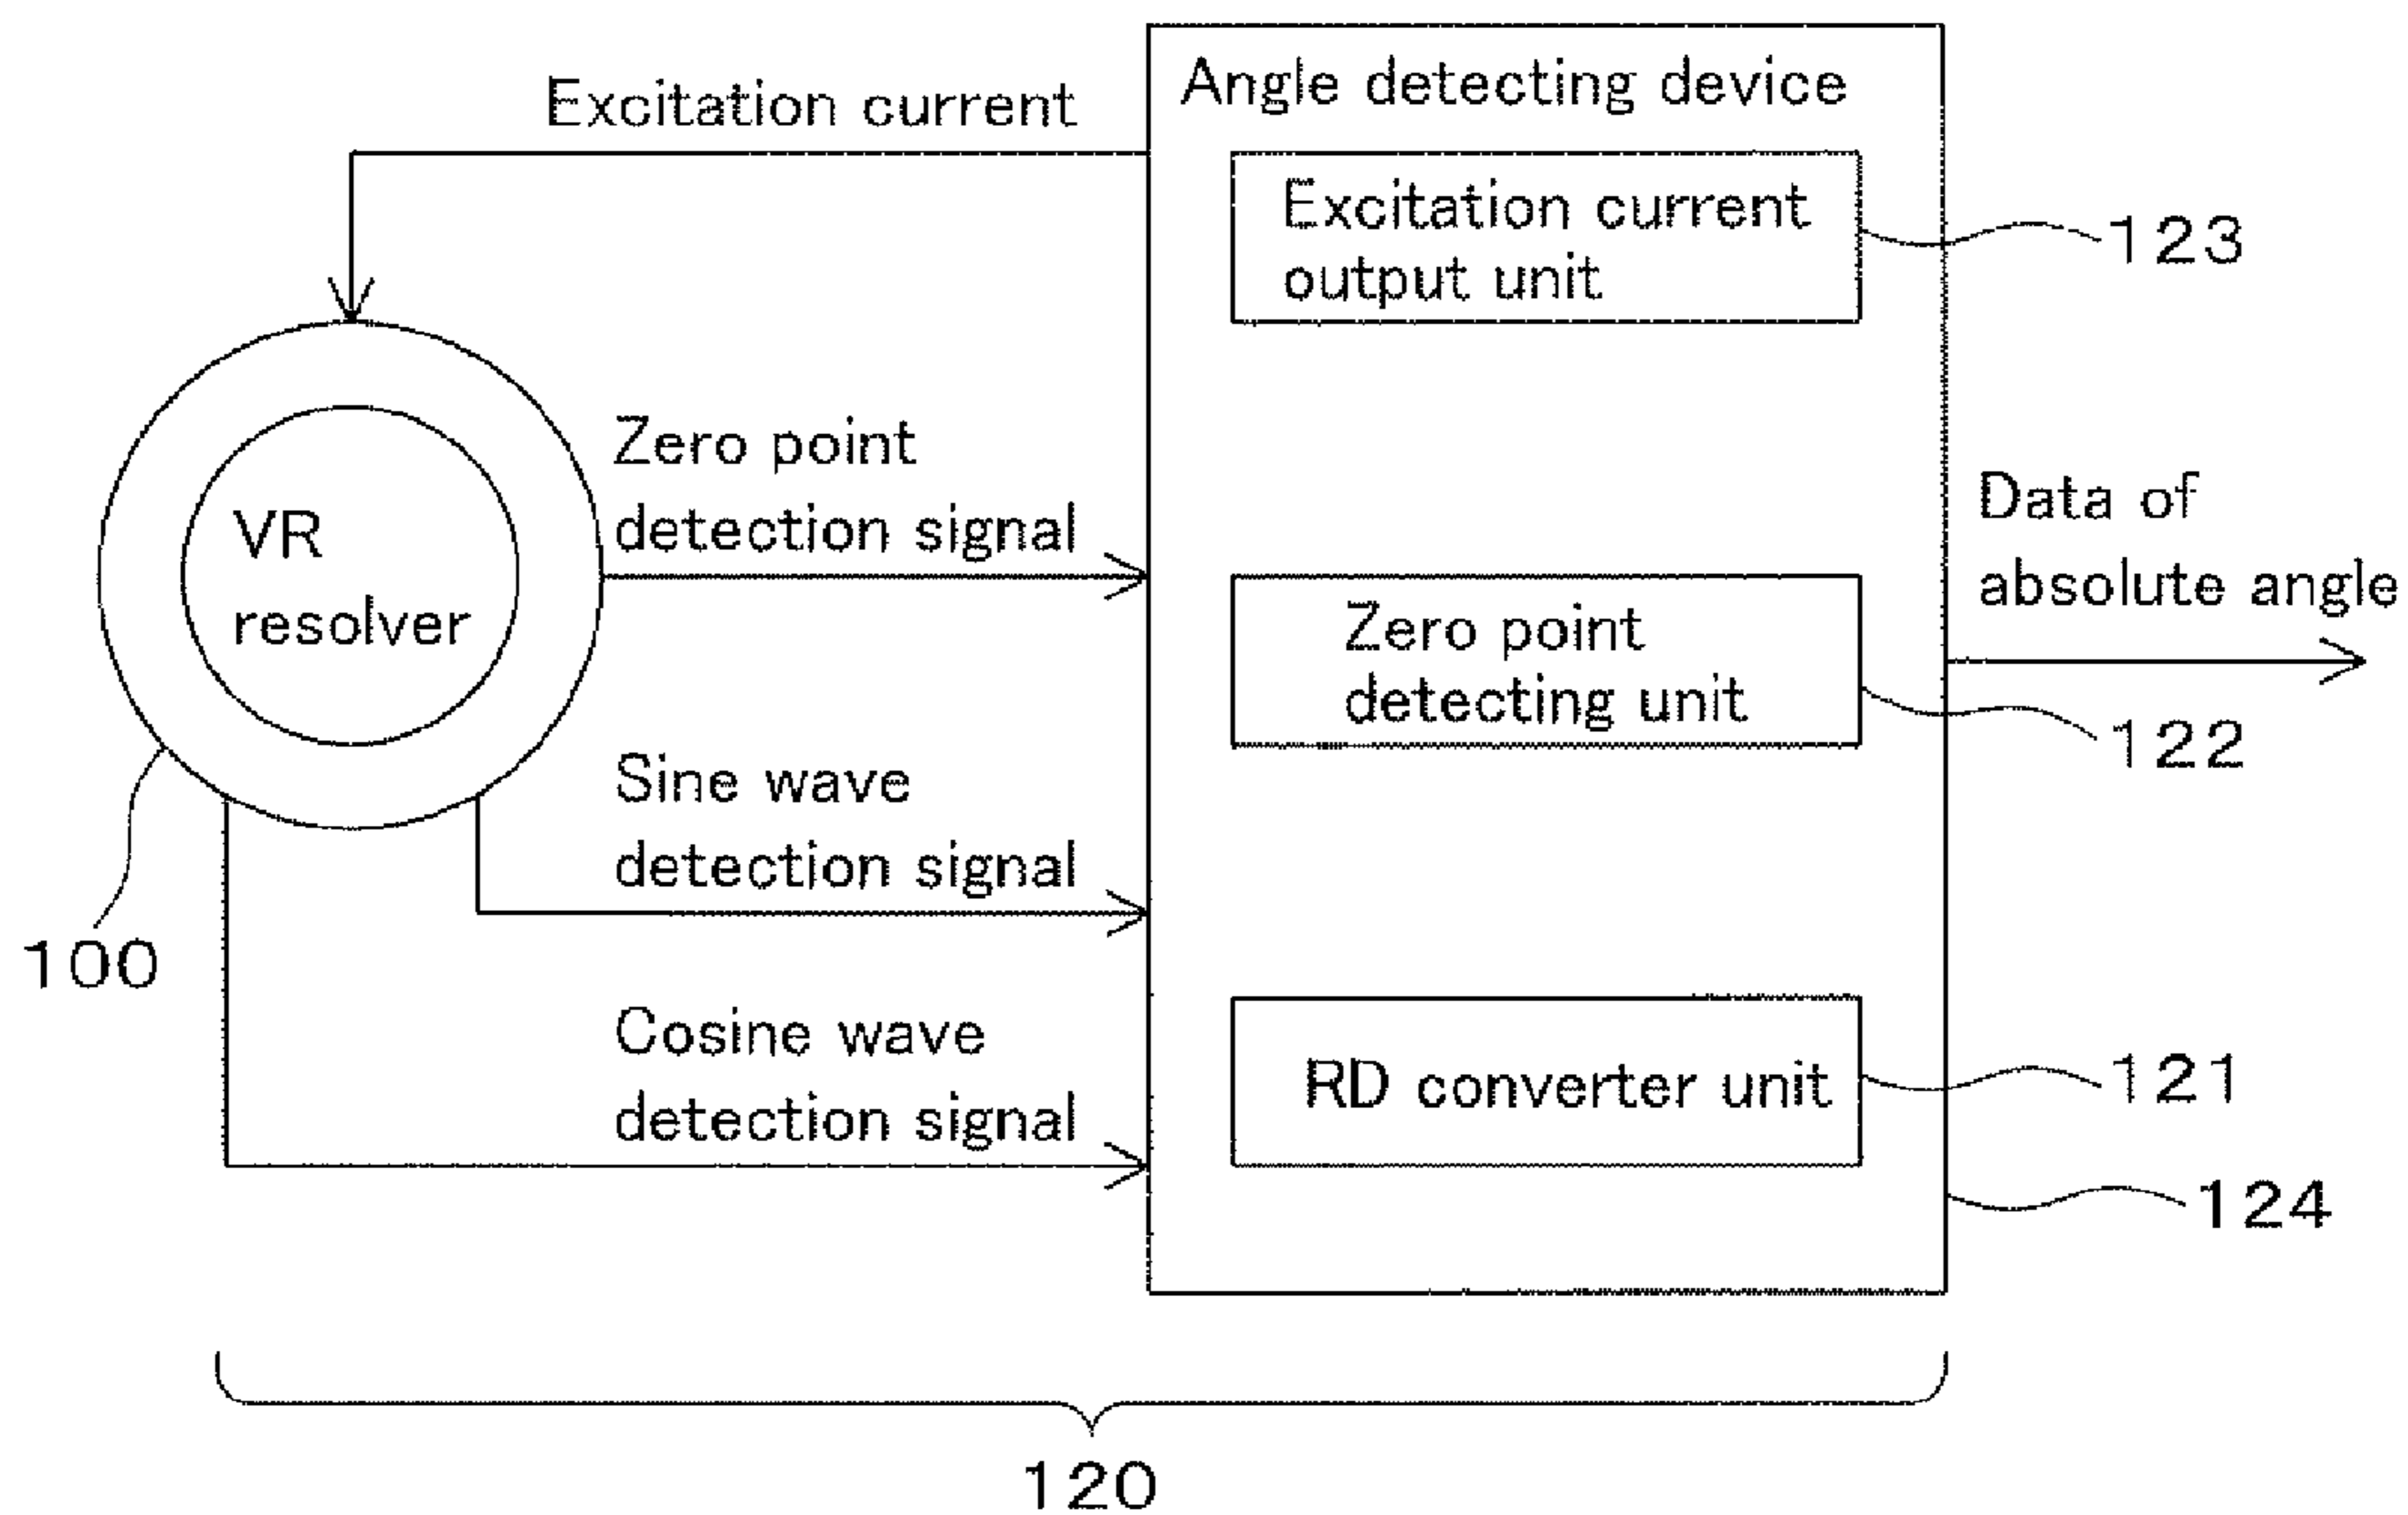 Angle detecting device
Excitation current
Excitation current
output unit
123
Zero point
detection signal
VR
resolver
Data of
absolute angle
Zero point
detecting unit
122
Sine wave
detection signal
100
Cosine wave
detection signal
RD converter unit
121
124
120